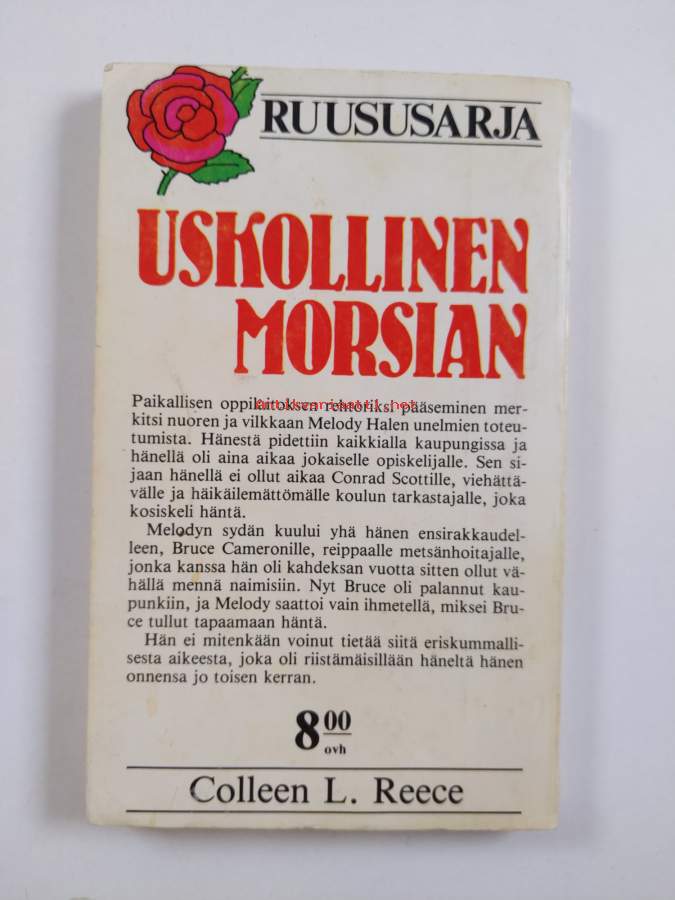 RUUSUSARJA
USKOLLINEN
MORSIAN
Paikallisen oppilaitoksen rehtoriksi pääseminen mer-
kitsi nuoren ja vilkkaan Melody Halen unelmien toteu-
tumista. Hänestä pidettiin kaikkialla kaupungissa ja
hänellä oli aina aikaa jokaiselle opiskelijalle. Sen si-
jaan hänellä ei ollut aikaa Conrad Scottille, viehättä-
välle ja häikäilemättömälle koulun tarkastajalle, joka
kosiskeli häntä.
Melodyn sydän kuului yhä hänen ensirakkaudel-
leen, Bruce Cameronille, reippaalle metsänhoitajalle,
jonka kanssa hän oli kahdeksan vuotta sitten ollut vä-
hällä mennä naimisiin. Nyt Bruce oli palannut kau-
punkiin, ja Melody saattoi vain ihmetellä, miksei Bru-
ce tullut tapaamaan häntä.
Hän ei mitenkään voinut tietää siitä eriskummalli-
sesta aikeesta, joka oli riistämäisillään häneltä hänen
onnensa jo toisen kerran.
8 00
ovh
Colleen L. Reece